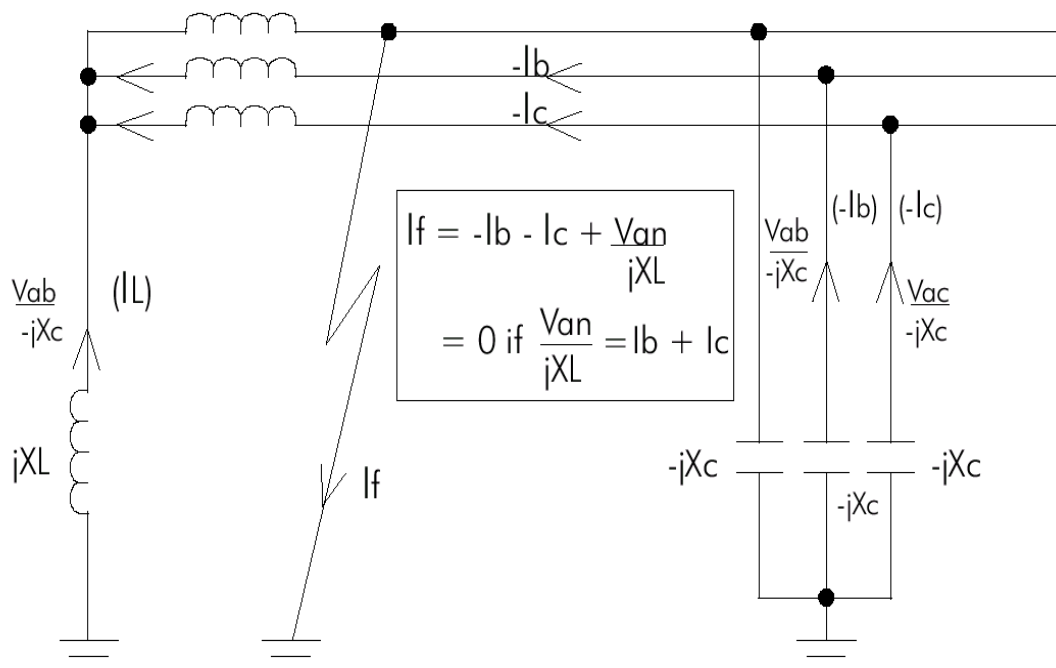 -Ib
-Ic
If = -Ib - Ic + Van
jXL
= 0 if Van = Ib + Ic
jXL
Vab
-jXc
(IL)
jXL
If
Vab
-jXc
(-Ib)
(-Ic)
Vac
-jXc
-jXc
-jXc
-jXc